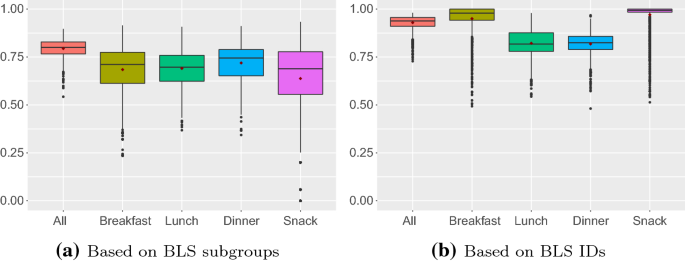 1.00
0.75
0.50
0.25
0.00
All Breakfast Lunch Dinner Snack
(a) Based on BLS subgroups
1.00
0.75
0.50
0.25
0.00
All Breakfast Lunch Dinner Snack
(b) Based on BLS IDs